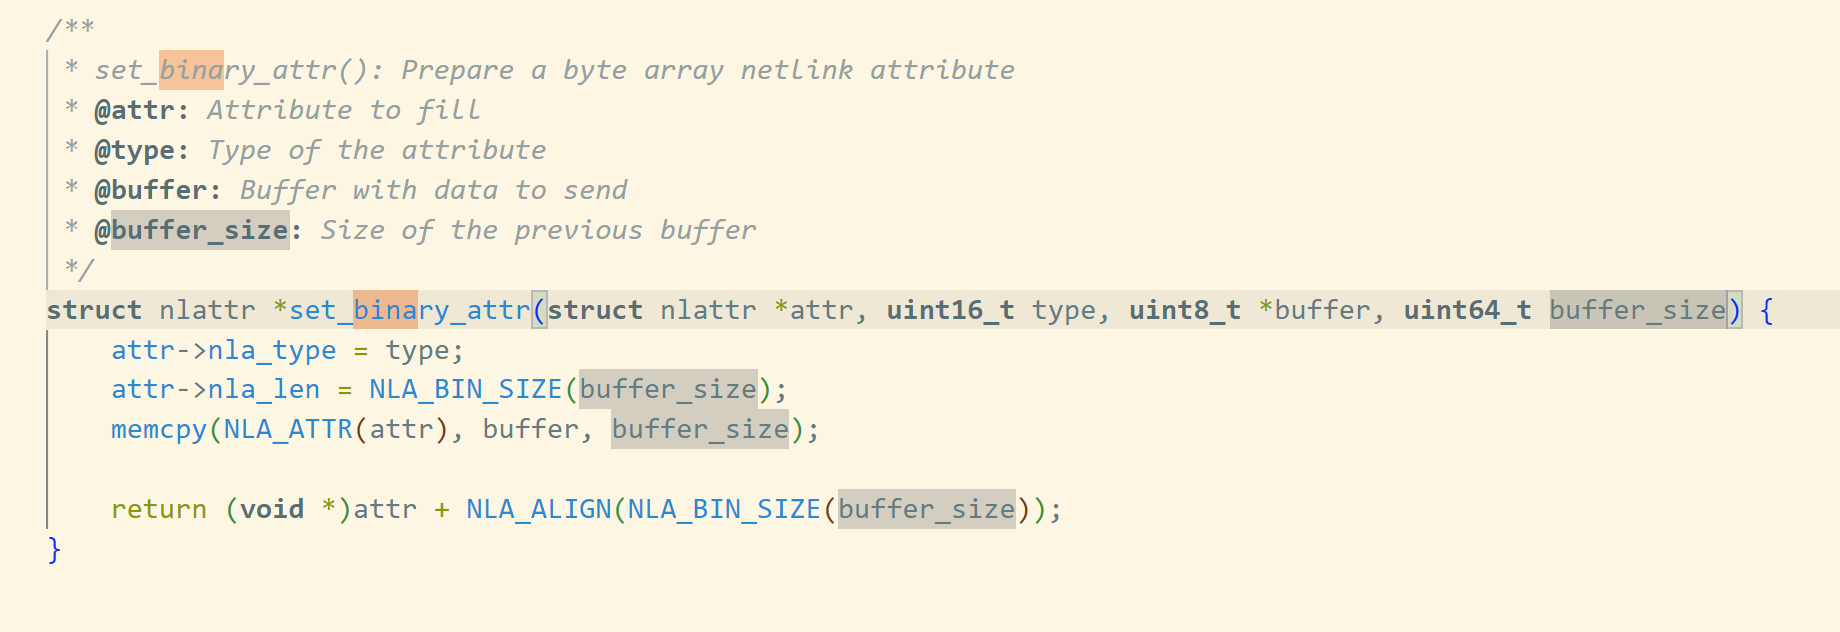 /**
 * set_binary_attr(): Prepare a byte array netlink attribute
 * @attr: Attribute to fill
 * @type: Type of the attribute
 * @buffer: Buffer with data to send
 * @buffer_size: Size of the previous buffer
 */
struct nlattr *set_binary_attr(struct nlattr *attr, uint16_t type, uint8_t *buffer, uint64_t buffer_size) {
    attr->nla_type = type;
    attr->nla_len = NLA_BIN_SIZE(buffer_size);
    memcpy(NLA_ATTR(attr), buffer, buffer_size);

    return (void *)attr + NLA_ALIGN(NLA_BIN_SIZE(buffer_size));
}